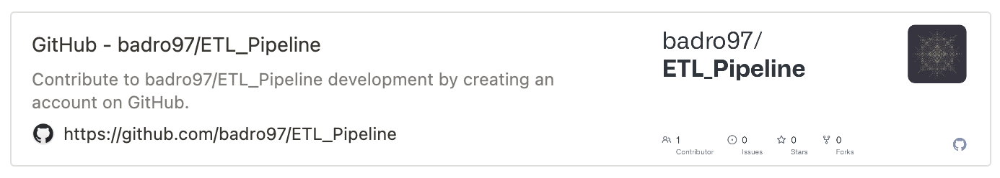 GitHub - badro97/ETL_Pipeline
Contribute to badro97/ETL_Pipeline development by creating an
account on GitHub.
https://github.com/badro97/ETL_Pipeline
badro97/
ETL_Pipeline
1 0 0 0
Contributor Issues Stars Forks